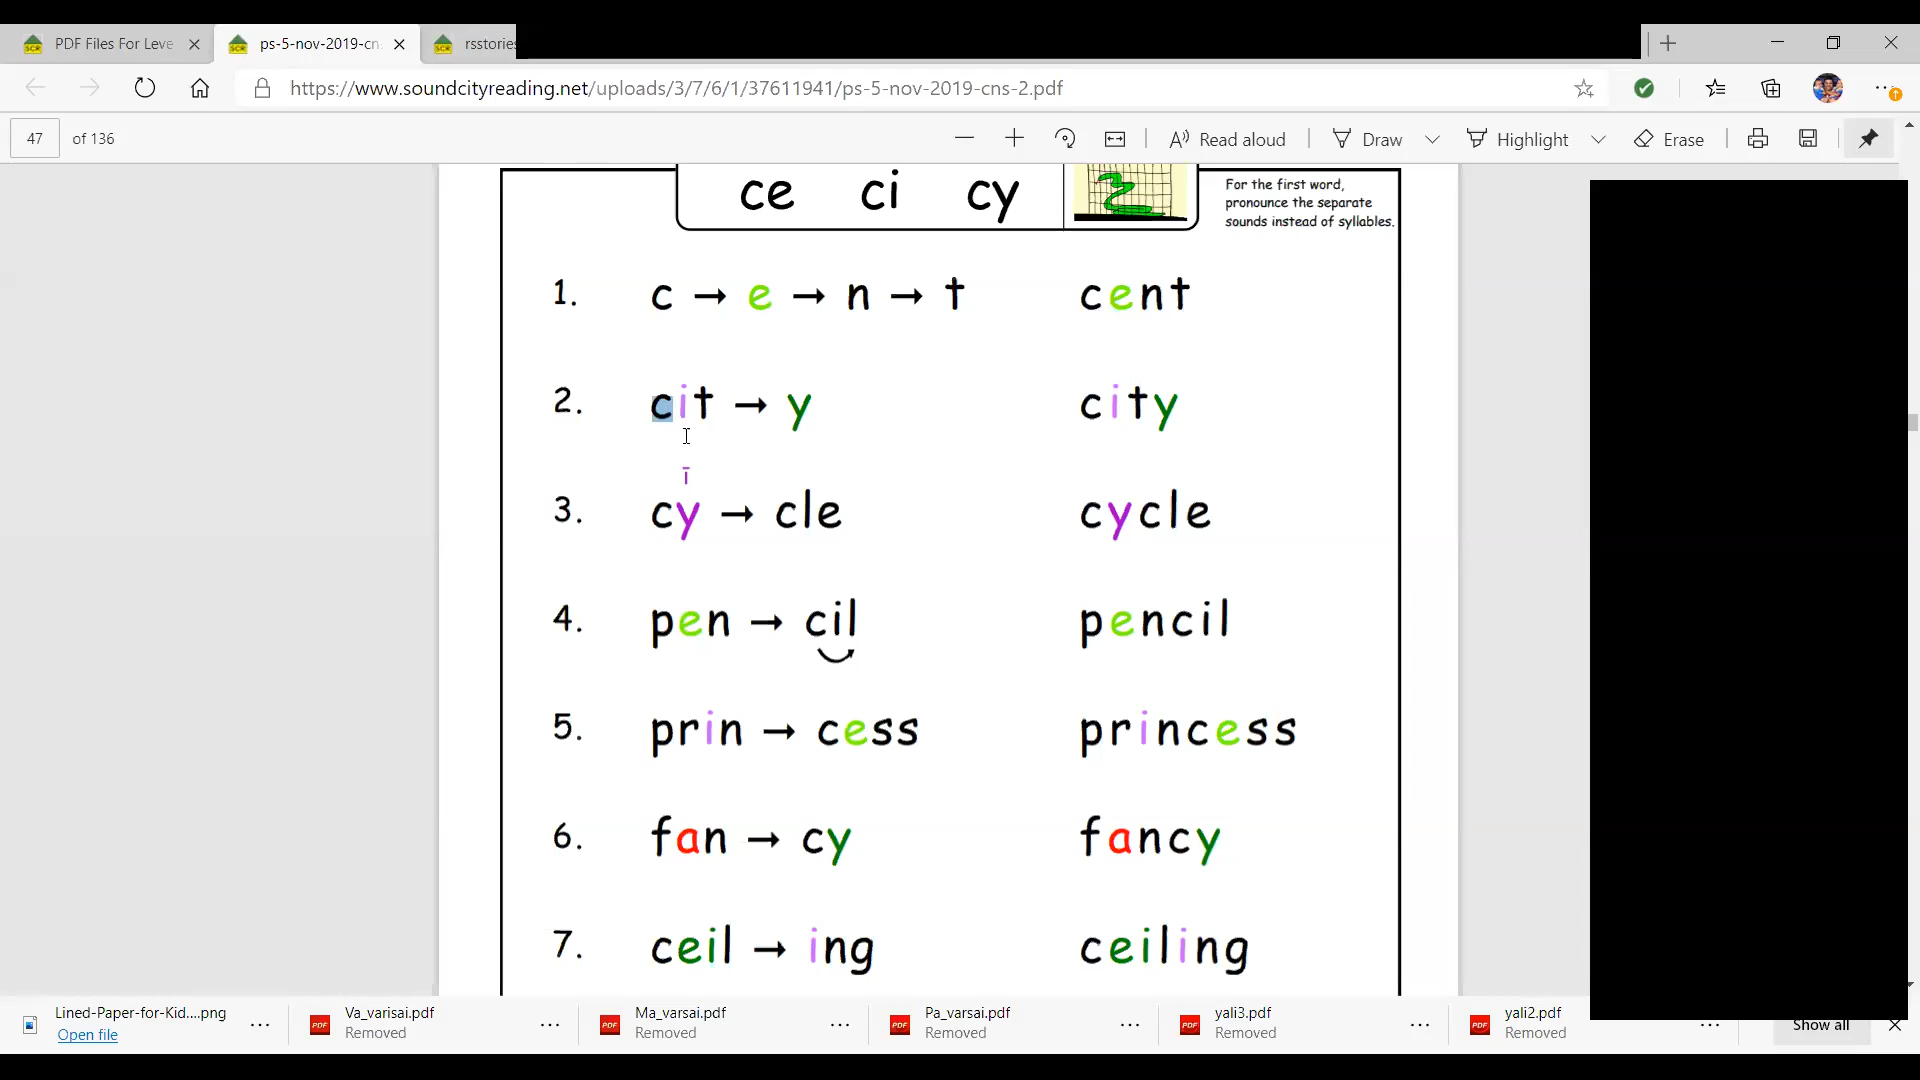 PDF Files For Leve
ps-5-nov-2019-cn
rsstories
https://www.soundcityreading.net/uploads/3/7/6/1/37611941/ps-5-nov-2019-cns-2.pdf
47 of 136
Read aloud
Draw
Highlight
Erase
ce ci cy
For the first word,
pronounce the separate
sounds instead of syllables.
1. c → e → n → t cent
2. cit → y city
ī
3. cy → cle cycle
4. pen → cil pencil
5. prin → cess princess
6. fan → cy fancy
7. ceil → ing ceiling
Lined-Paper-for-Kid....png
Open file
Va_varisai.pdf
Removed
Ma_varsai.pdf
Removed
Pa_varsai.pdf
Removed
yali3.pdf
Removed
yali2.pdf
Removed
Show all